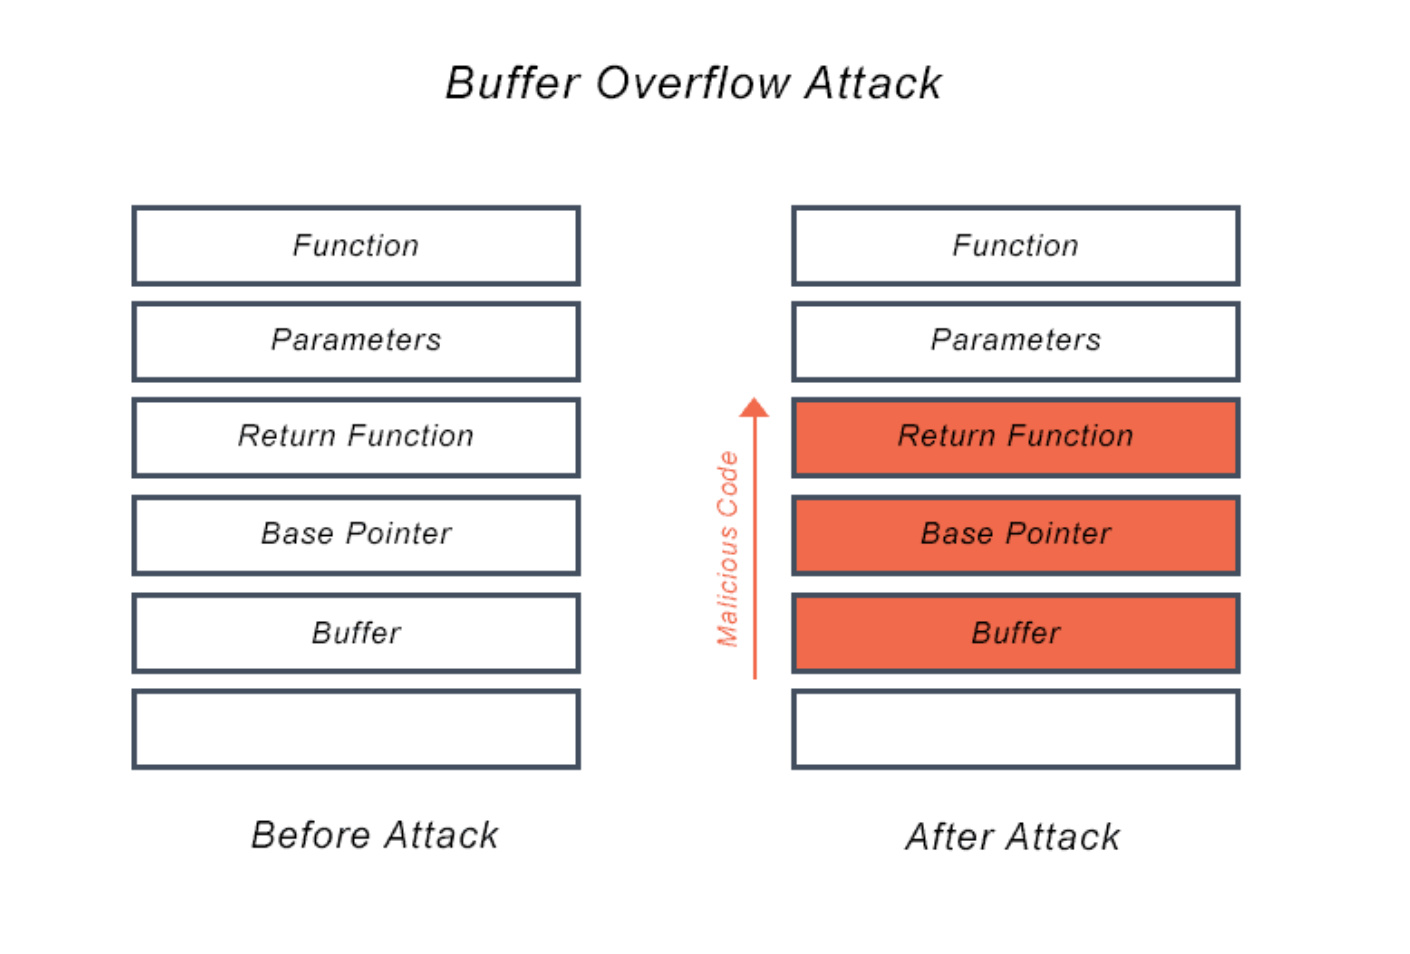 Buffer Overflow Attack
Function
Parameters
Return Function
Base Pointer
Buffer
Before Attack
Malicious Code
Function
Parameters
Return Function
Base Pointer
Buffer
After Attack